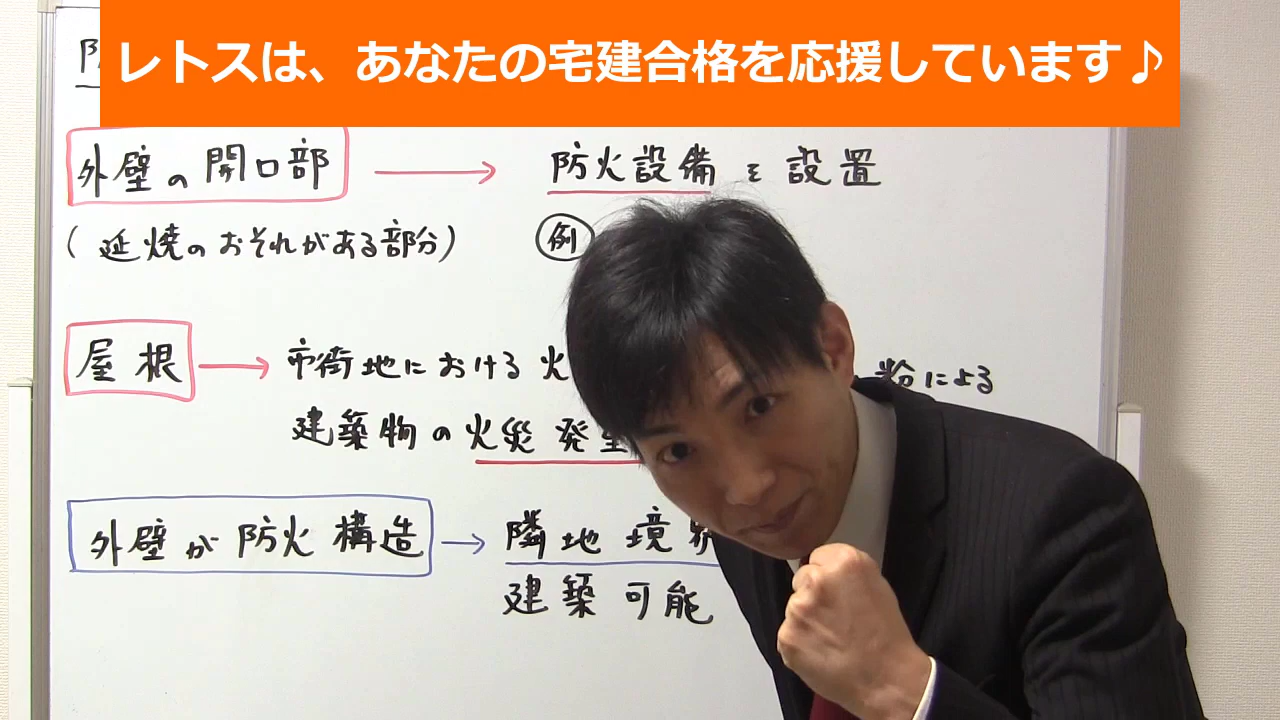 レトスは、あなたの宅建合格を応援しています♪
防
外壁の開口部 → 防火設備を設置
(延焼のおそれがある部分) 例
屋根 → 市街地における火 粉による
建築物の火災発生
外壁が防火構造 → 隣地境界
建築可能